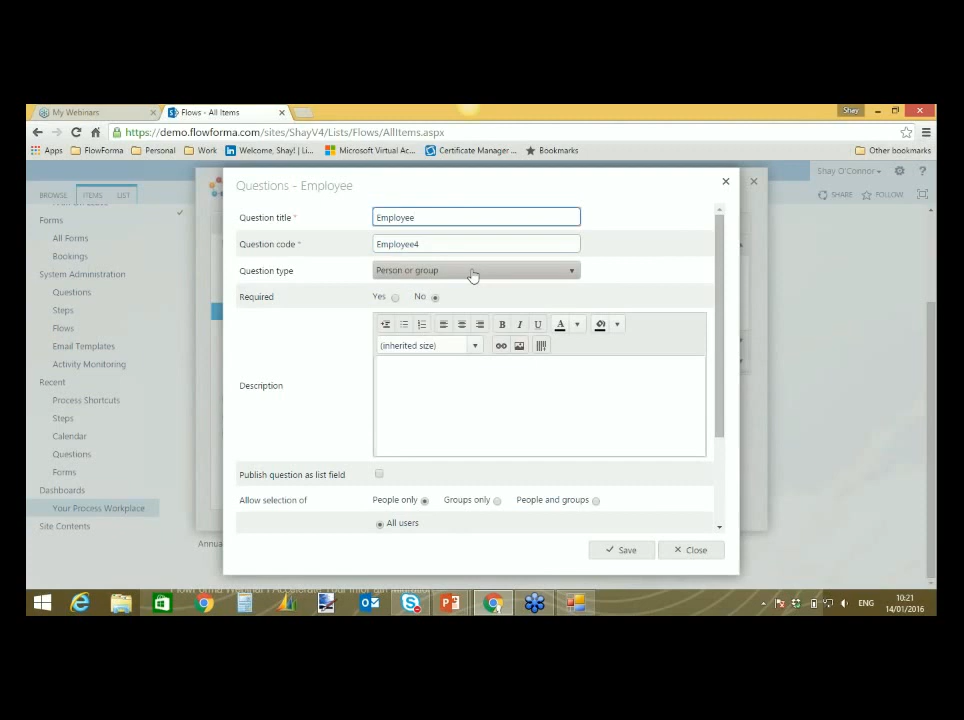 My Webinars
Flows - All Items
Shay
https://demo.flowforma.com/sites/ShayV4/Lists/Flows/AllItems.aspx
Apps FlowForma Personal Work Welcome, Shay! | Li... Microsoft Virtual Ac... Certificate Manager ... Bookmarks Other bookmarks
Shay O'Connor
BROWSE ITEMS LIST
SHARE FOLLOW
Forms
All Forms
Bookings
System Administration
Questions
Steps
Flows
Email Templates
Activity Monitoring
Recent
Process Shortcuts
Steps
Calendar
Questions
Forms
Dashboards
Your Process Workplace
Site Contents
Questions - Employee
Question title * Employee
Question code * Employee4
Question type Person or group
Required Yes No
B I U A
(inherited size)
Description
Publish question as list field
Allow selection of People only Groups only People and groups
All users
Save Close
Annua
ENG
10:21
14/01/2016